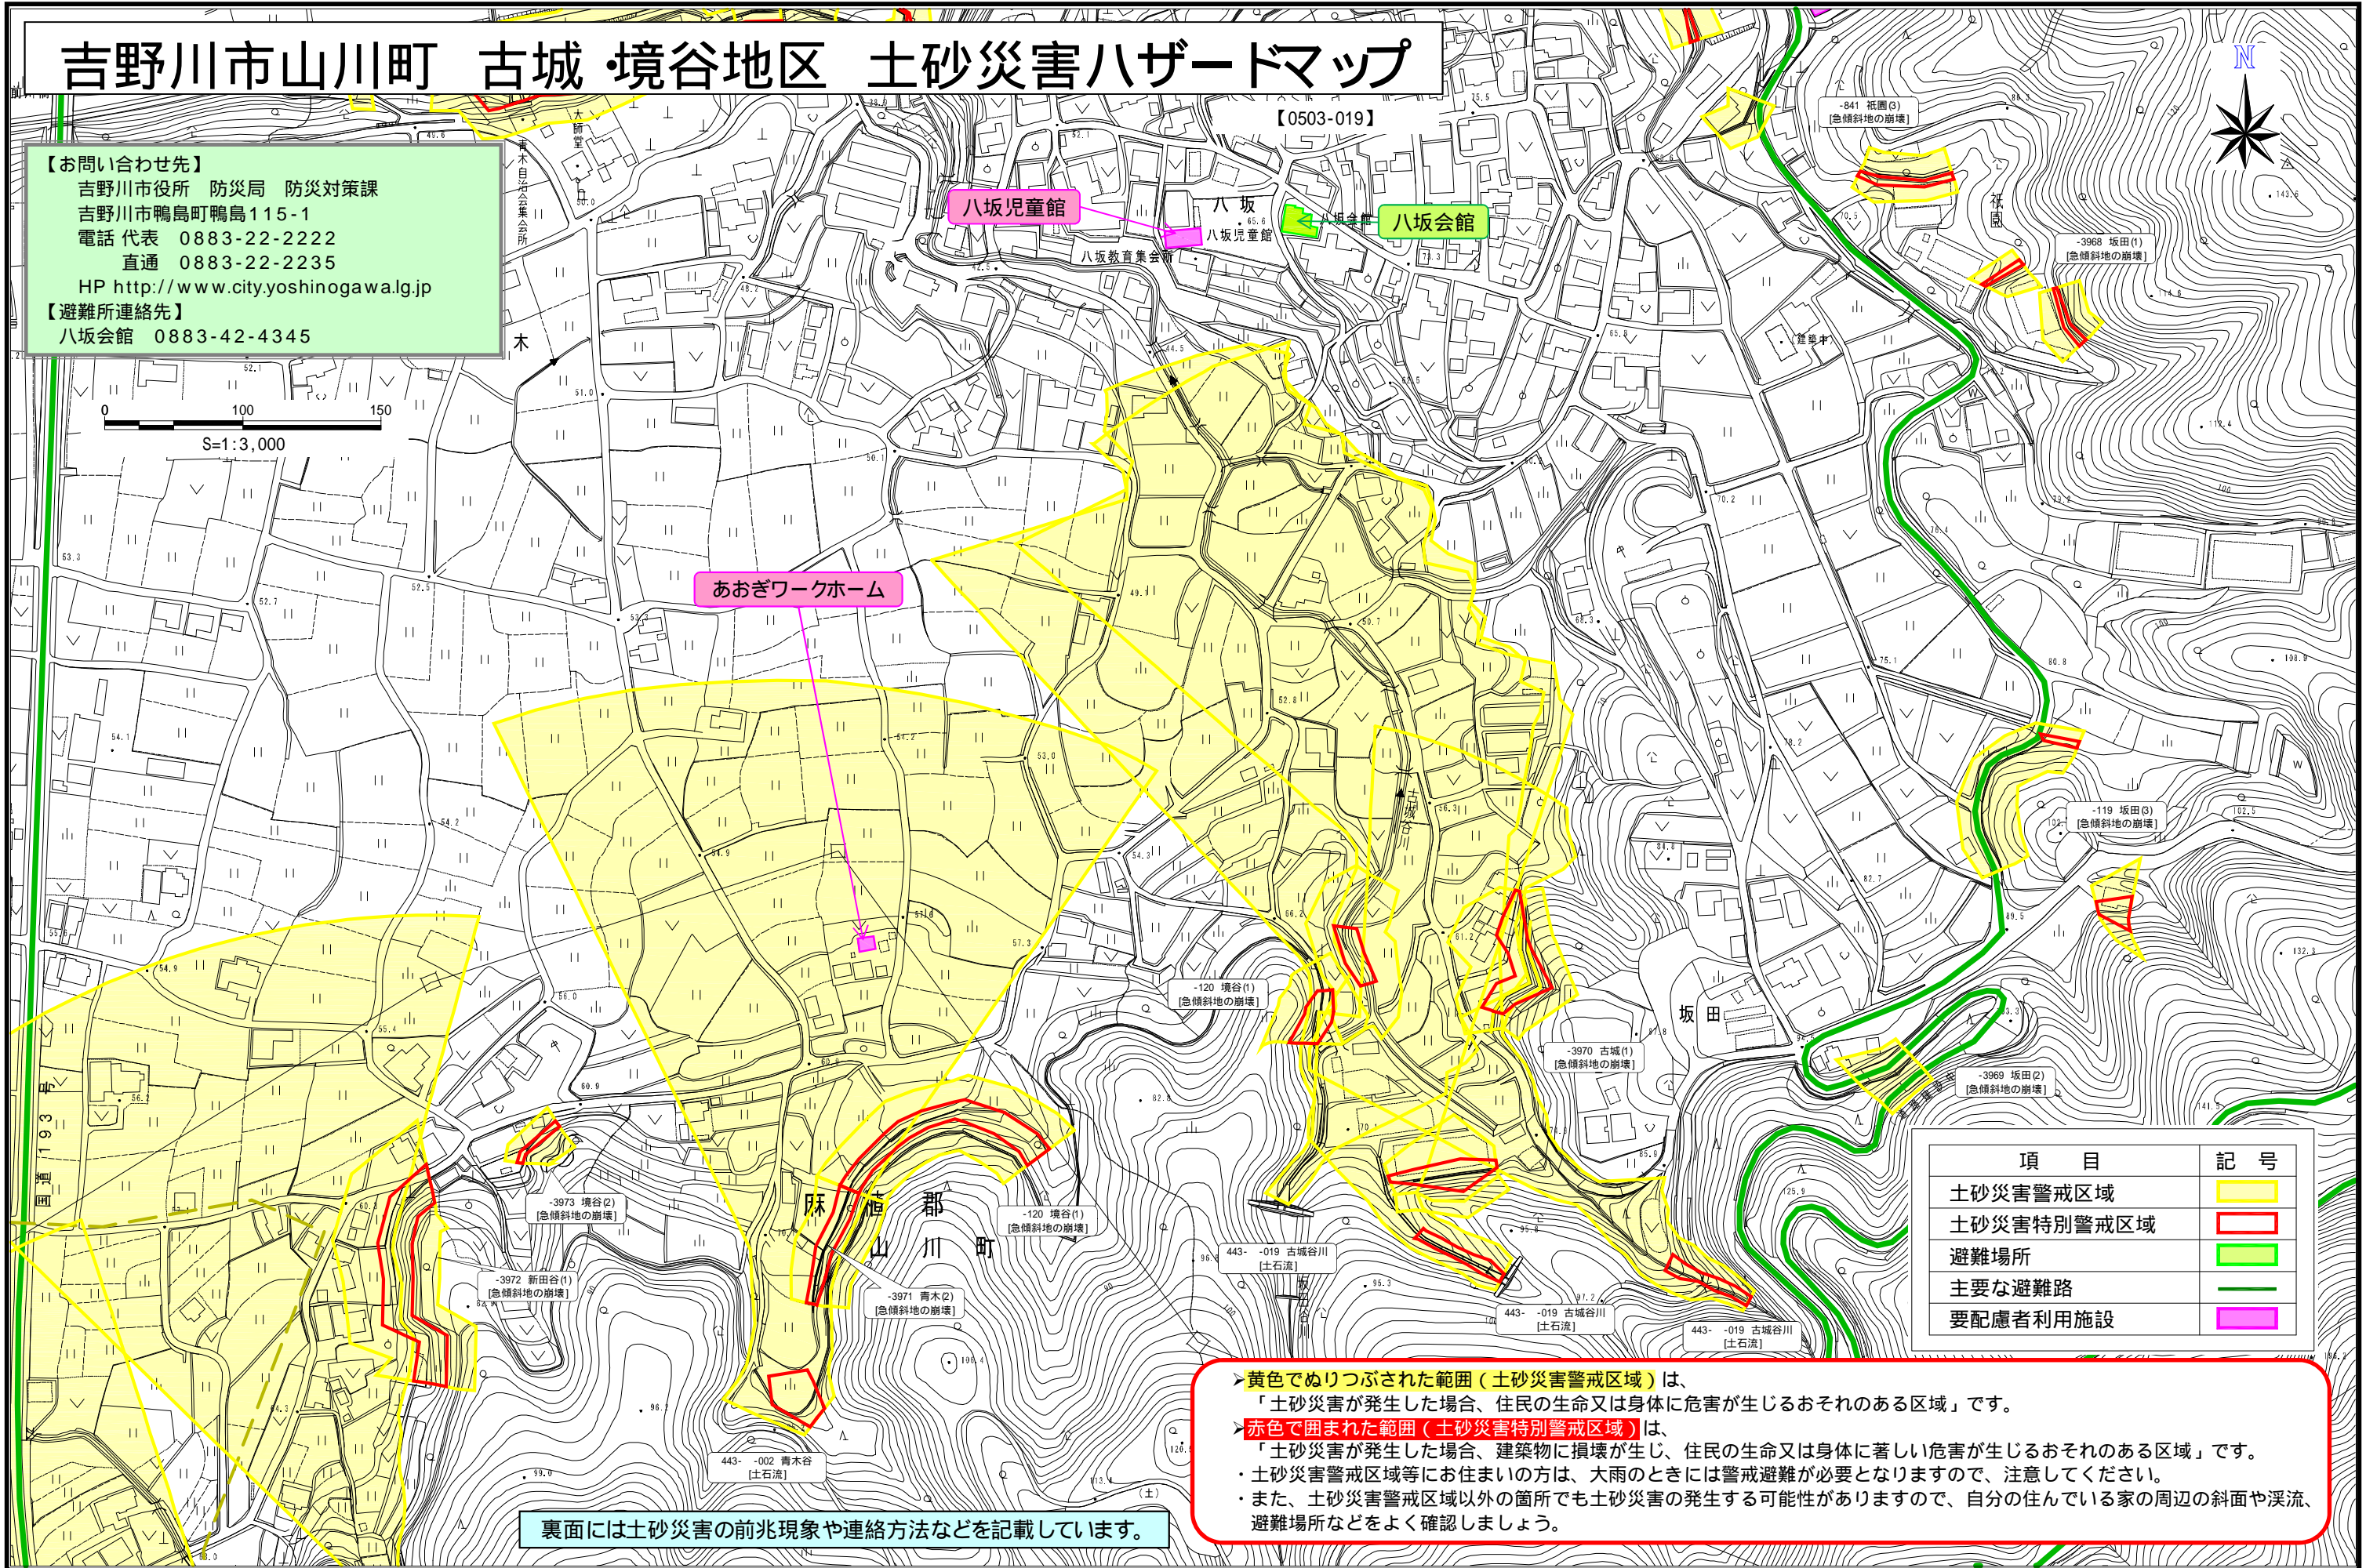 吉野川市山川町　古城・境谷地区　土砂災害ハザードマップ
【0503-019】
N
【お問い合わせ先】
吉野川市役所　防災局　防災対策課
吉野川市鴨島町鴨島115-1
電話 代表　0883-22-2222
直通　0883-22-2235
HP http://www.city.yoshinogawa.lg.jp
【避難所連絡先】
八坂会館　0883-42-4345
0 100 150
S=1:3,000
大師堂
青木自治会集会所
木
八坂児童館
八坂
八坂児童館
八坂教育集会所
八坂会館
八坂会館
-841 祇園(3)
[急傾斜地の崩壊]
祇園
-3968 坂田(1)
[急傾斜地の崩壊]
建築中
あおぎワークホーム
古城谷川
-119 坂田(3)
[急傾斜地の崩壊]
-120 境谷(1)
[急傾斜地の崩壊]
坂田
-3970 古城(1)
[急傾斜地の崩壊]
-3969 坂田(2)
[急傾斜地の崩壊]
国道193号
-3973 境谷(2)
[急傾斜地の崩壊]
麻植郡
山川町
-120 境谷(1)
[急傾斜地の崩壊]
-3972 新田谷(1)
[急傾斜地の崩壊]
-3971 青木(2)
[急傾斜地の崩壊]
443- -019 古城谷川
[土石流]
443- -019 古城谷川
[土石流]
443- -019 古城谷川
[土石流]
443- -002 青木谷
[土石流]
(土)
項　目　記　号
土砂災害警戒区域
土砂災害特別警戒区域
避難場所
主要な避難路
要配慮者利用施設
➢黄色でぬりつぶされた範囲（土砂災害警戒区域）は、
「土砂災害が発生した場合、住民の生命又は身体に危害が生じるおそれのある区域」です。
➢赤色で囲まれた範囲（土砂災害特別警戒区域）は、
「土砂災害が発生した場合、建築物に損壊が生じ、住民の生命又は身体に著しい危害が生じるおそれのある区域」です。
・土砂災害警戒区域等にお住まいの方は、大雨のときには警戒避難が必要となりますので、注意してください。
・また、土砂災害警戒区域以外の箇所でも土砂災害の発生する可能性がありますので、自分の住んでいる家の周辺の斜面や渓流、
避難場所などをよく確認しましょう。
裏面には土砂災害の前兆現象や連絡方法などを記載しています。